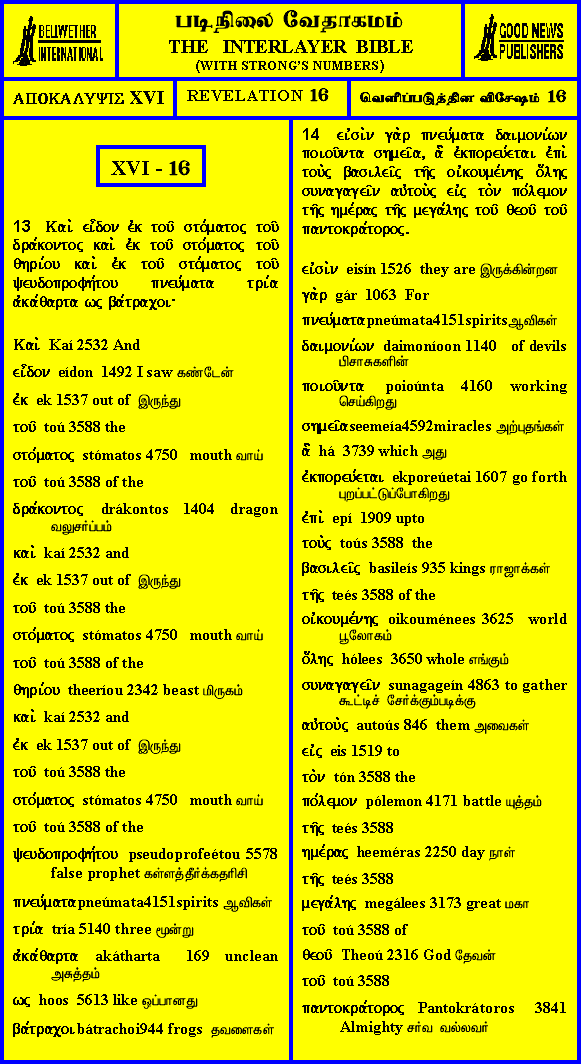 BELLWETHER
INTERNATIONAL
படிநிலை வேதாகமம்
THE INTERLAYER BIBLE
(WITH STRONG'S NUMBERS)
GOOD NEWS
PUBLISHERS
ΑΠΟΚΑΛΥΨΙΣ XVI
REVELATION 16
வெளிப்படுத்தின விசேஷம் 16
XVI - 16
13 Καὶ εἶδον ἐκ τοῦ στόματος τοῦ
δράκοντος καὶ ἐκ τοῦ στόματος τοῦ
θηρίου καὶ ἐκ τοῦ στόματος τοῦ
ψευδοπροφήτου πνεύματα τρία
ἀκάθαρτα ως βάτραχοι·
Καὶ Kaí 2532 And
εἶδον eídon 1492 I saw கண்டேன்
ἐκ ek 1537 out of இருந்து
τοῦ toú 3588 the
στόματος stómatos 4750 mouth வாய்
τοῦ toú 3588 of the
δράκοντος drákontos 1404 dragon
வலுசர்ப்பம்
καὶ kaí 2532 and
ἐκ ek 1537 out of இருந்து
τοῦ toú 3588 the
στόματος stómatos 4750 mouth வாய்
τοῦ toú 3588 of the
θηρίου theeríou 2342 beast மிருகம்
καὶ kaí 2532 and
ἐκ ek 1537 out of இருந்து
τοῦ toú 3588 the
στόματος stómatos 4750 mouth வாய்
τοῦ toú 3588 of the
ψευδοπροφήτου pseudoprofeétou 5578
false prophet கள்ளத்தீர்க்கதரிசி
πνεύματα pneúmata4151spirits ஆவிகள்
τρία tría 5140 three மூன்று
ἀκάθαρτα akátharta 169 unclean
அசுத்தம்
ως hoos 5613 like ஒப்பானது
βάτραχοι bátrachoi944 frogs தவளைகள்
14 εἰσὶν γὰρ πνεύματα δαιμονίων
ποιοῦντα σημεῖα, ἃ ἐκπορεύεται ἐπὶ
τοὺς βασιλεῖς τῆς οἰκουμένης ὅλης
συναγαγεῖν αὐτοὺς εἰς τὸν πόλεμον
τῆς ημέρας τῆς μεγάλης τοῦ θεοῦ τοῦ
παντοκράτορος.
εἰσὶν eisín 1526 they are இருக்கின்றன
γὰρ gár 1063 For
πνεύματα pneúmata4151spirits ஆவிகள்
δαιμονίων daimoníoon 1140 of devils
பிசாசுகளின்
ποιοῦντα poioúnta 4160 working
செய்கிறது
σημεῖα seemeía4592miracles அற்புதங்கள்
ἃ há 3739 which அது
ἐκπορεύεται ekporeúetai 1607 go forth
புறப்பட்டுப்போகிறது
ἐπὶ epí 1909 upto
τοὺς toús 3588 the
βασιλεῖς basileís 935 kings ராஜாக்கள்
τῆς teés 3588 of the
οἰκουμένης oikouménees 3625 world
பூலோகம்
ὅλης hólees 3650 whole எங்கும்
συναγαγεῖν sunagageín 4863 to gather
கூட்டிச் சேர்க்கும்படிக்கு
αὐτοὺς autoús 846 them அவைகள்
εἰς eis 1519 to
τὸν tón 3588 the
πόλεμον pólemon 4171 battle யுத்தம்
τῆς teés 3588
ημέρας heeméras 2250 day நாள்
τῆς teés 3588
μεγάλης megálees 3173 great மகா
τοῦ toú 3588 of
θεοῦ Theoú 2316 God தேவன்
τοῦ toú 3588
παντοκράτορος Pantokrátoros 3841
Almighty சர்வ வல்லவர்